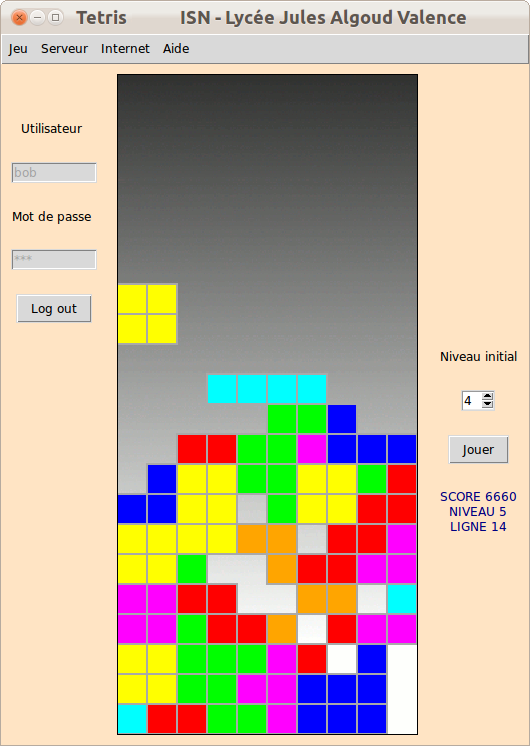 Tetris ISN - Lycée Jules Algoud Valence
Jeu Serveur Internet Aide
Utilisateur
bob
Mot de passe
***
Log out
Niveau initial
4
Jouer
SCORE 6660
NIVEAU 5
LIGNE 14